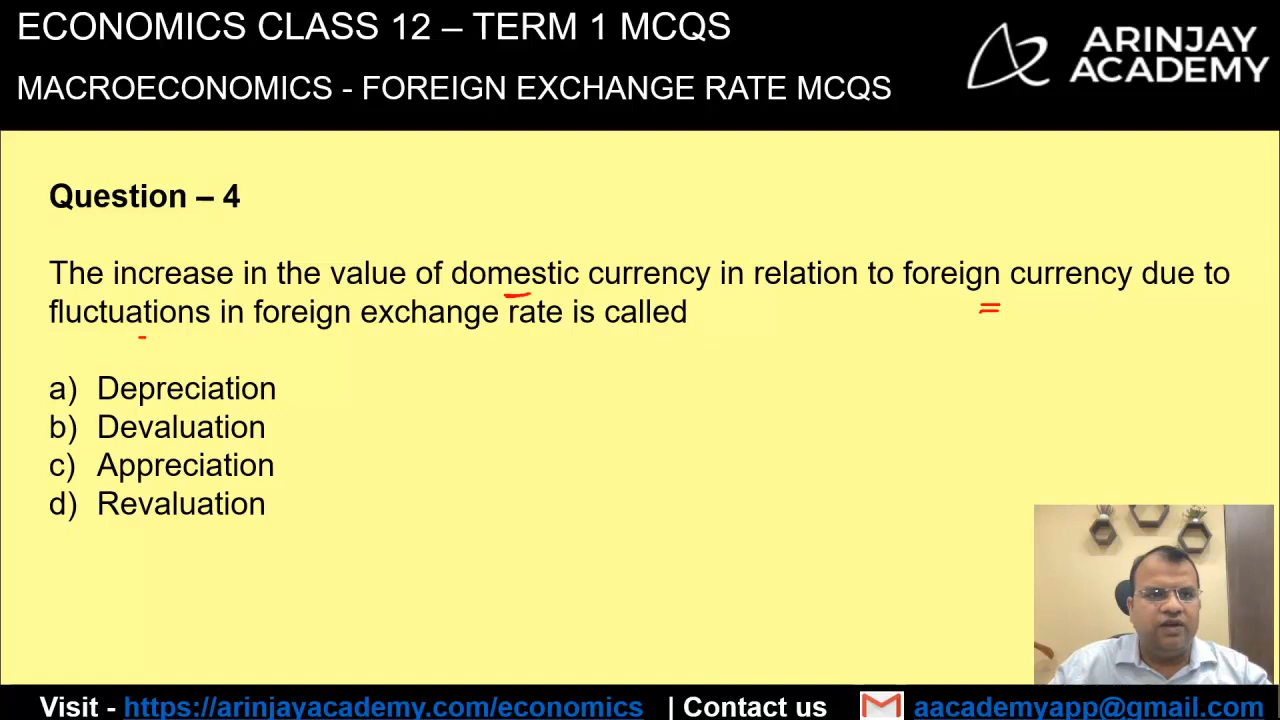 ECONOMICS CLASS 12 – TERM 1 MCQS
MACROECONOMICS - FOREIGN EXCHANGE RATE MCQS
ARINJAY
ACADEMY
Question – 4
The increase in the value of domestic currency in relation to foreign currency due to
fluctuations in foreign exchange rate is called
a) Depreciation
b) Devaluation
c) Appreciation
d) Revaluation
Visit - https://arinjayacademy.com/economics | Contact us aacademyapp@gmail.com